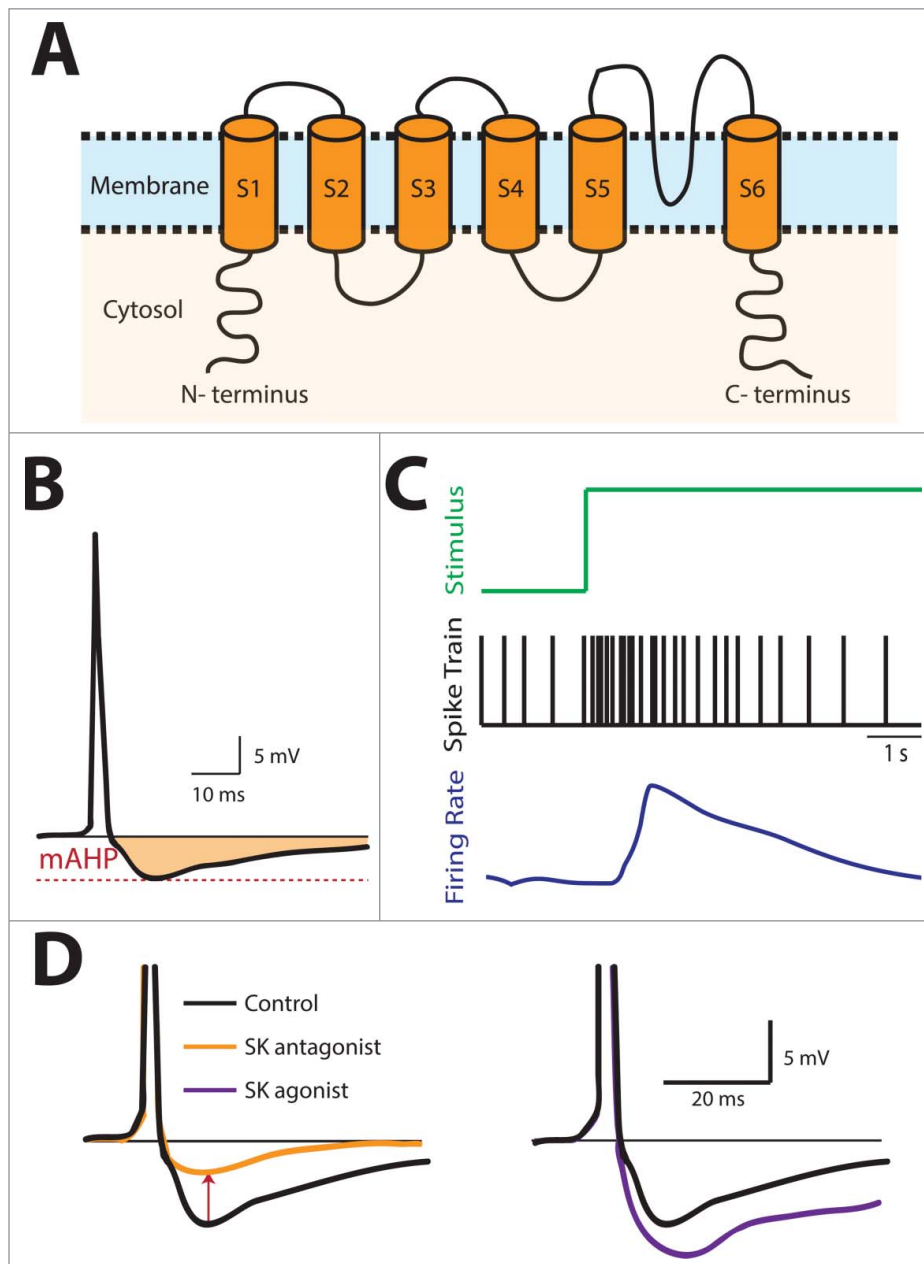 A
Membrane
S1
S2
S3
S4
S5
S6
Cytosol
N- terminus
C- terminus
B
5 mV
10 ms
mAHP
C
Stimulus
Spike Train
1 s
Firing Rate
D
Control
SK antagonist
SK agonist
5 mV
20 ms